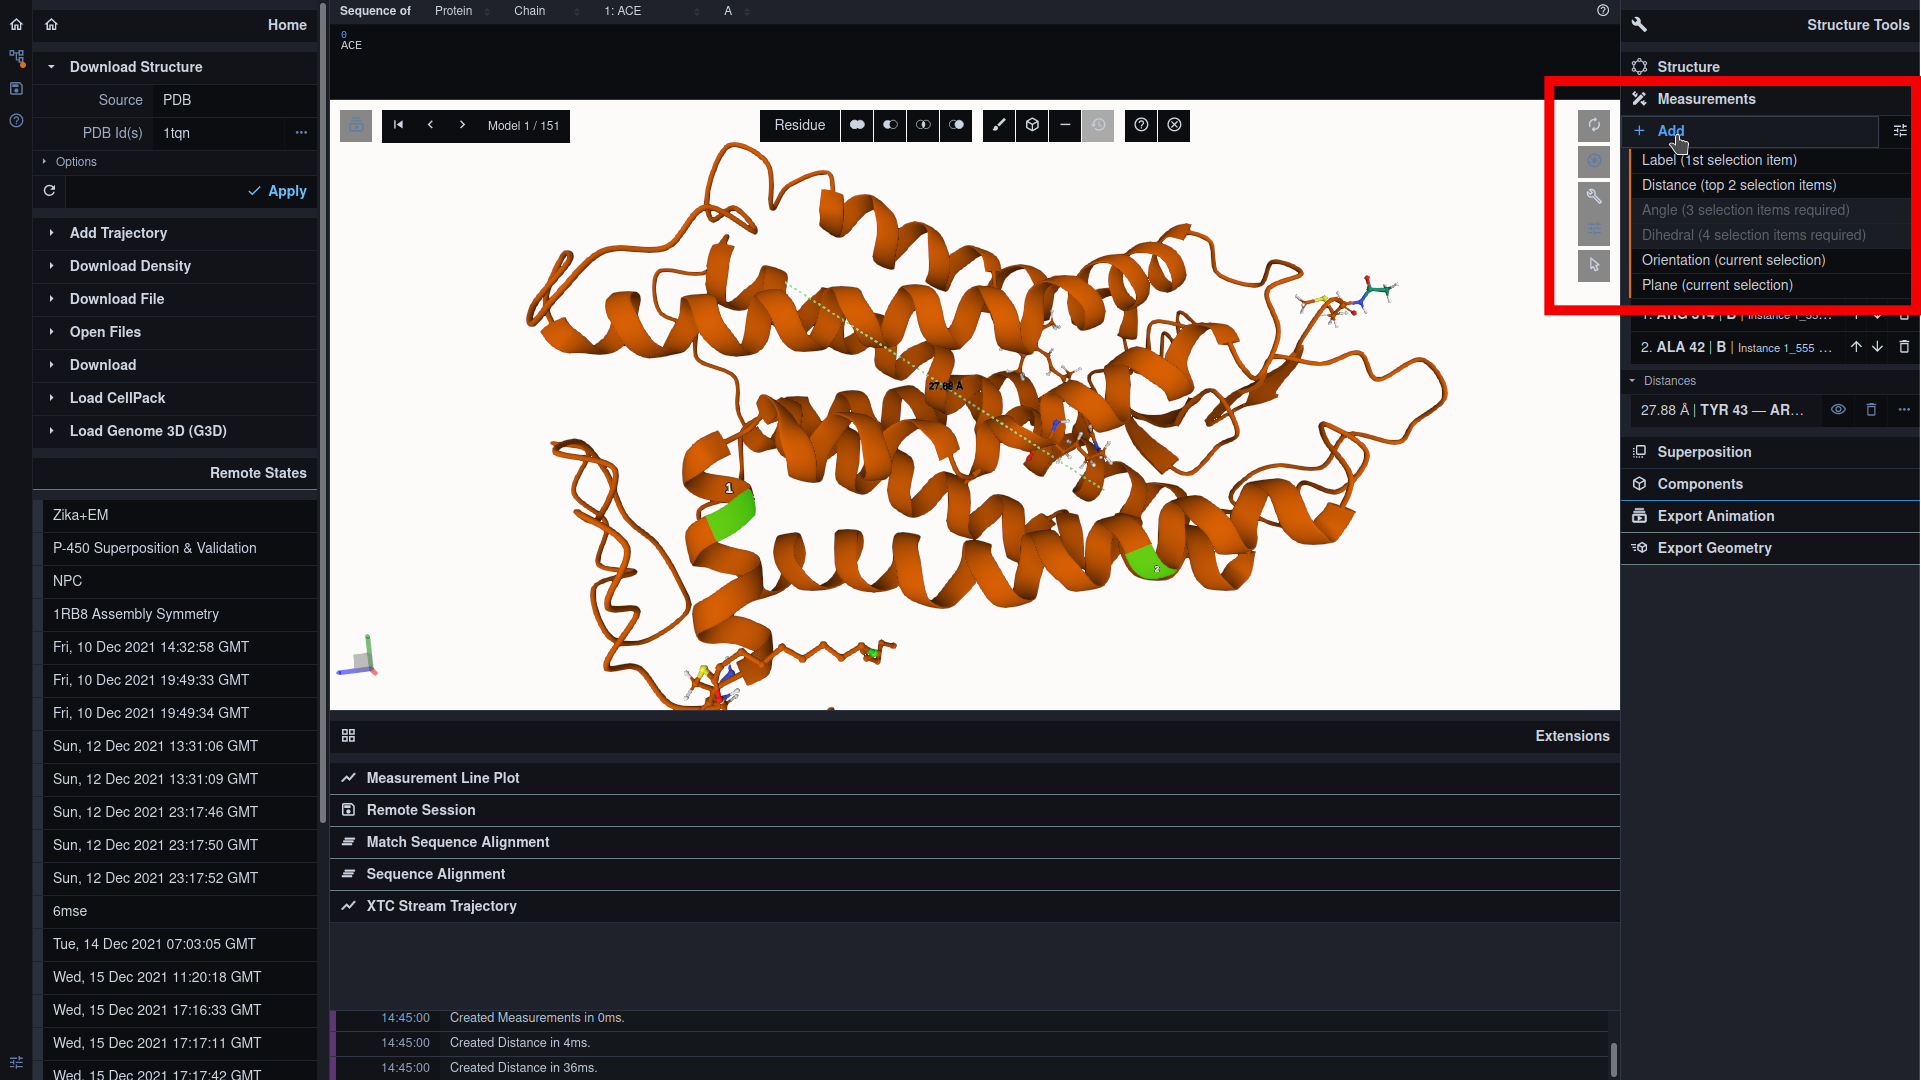 Home
Download Structure
Source PDB
PDB Id(s) 1tqn
Options
Apply
Add Trajectory
Download Density
Download File
Open Files
Download
Load CellPack
Load Genome 3D (G3D)
Remote States
Zika+EM
P-450 Superposition & Validation
NPC
1RB8 Assembly Symmetry
Fri, 10 Dec 2021 14:32:58 GMT
Fri, 10 Dec 2021 19:49:33 GMT
Fri, 10 Dec 2021 19:49:34 GMT
Sun, 12 Dec 2021 13:31:06 GMT
Sun, 12 Dec 2021 13:31:09 GMT
Sun, 12 Dec 2021 23:17:46 GMT
Sun, 12 Dec 2021 23:17:50 GMT
Sun, 12 Dec 2021 23:17:52 GMT
6mse
Tue, 14 Dec 2021 07:03:05 GMT
Wed, 15 Dec 2021 11:20:18 GMT
Wed, 15 Dec 2021 17:16:33 GMT
Wed, 15 Dec 2021 17:17:11 GMT
Wed, 15 Dec 2021 17:17:42 GMT
Sequence of Protein Chain 1: ACE A
0
ACE
Model 1 / 151
Residue
27.88 Å
1
2
Extensions
Measurement Line Plot
Remote Session
Match Sequence Alignment
Sequence Alignment
XTC Stream Trajectory
14:45:00 Created Measurements in 0ms.
14:45:00 Created Distance in 4ms.
14:45:00 Created Distance in 36ms.
Structure Tools
Structure
Measurements
Add
Label (1st selection item)
Distance (top 2 selection items)
Angle (3 selection items required)
Dihedral (4 selection items required)
Orientation (current selection)
Plane (current selection)
1. ARG 314 | B | Instance 1_55...
2. ALA 42 | B | Instance 1_555 ...
Distances
27.88 Å | TYR 43 — AR...
Superposition
Components
Export Animation
Export Geometry